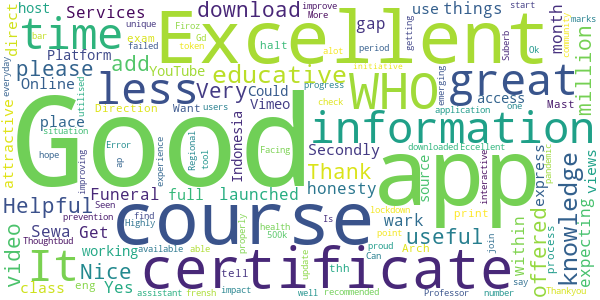 host
unique
Firoz
bar
Services
download
use
things
start
improve
More
Gd
alot
gap
exam
failed
token
time
Excellent
halt
period
getting
Ok
Suberb
month
community
marks
direct
Platform
initiative
million
please
add
YouTube
less
educative
WHO
great
Online
Direction
utilised
everyday
Very
Could
Vimeo
progress
check
emerging
access
one
attractive
Want
users
application
Mast
place
Good
app
information
situation
improving
Error
ap
experience
Regional
tool
Indonesia
Secondly
downloaded
Eccellent
interactive
pandemic
views
hope
Facing
Thank
source
express
knowledge
expecting
Funeral
full
launched
honesty
Helpful
Seen
prevention
find
Highly
course
health
500k
Is
lockdown
ark
print
useful
within
offered
process
Sewa
Get
properly
point
Arch
proud
Can
join
video
It
Thoughtbud
working
available
able
certificate
update
Nice
tell
thh
say
Thankyou
class
eng
Yes
assistant
frensh
impact
well
recommended
Professor
number